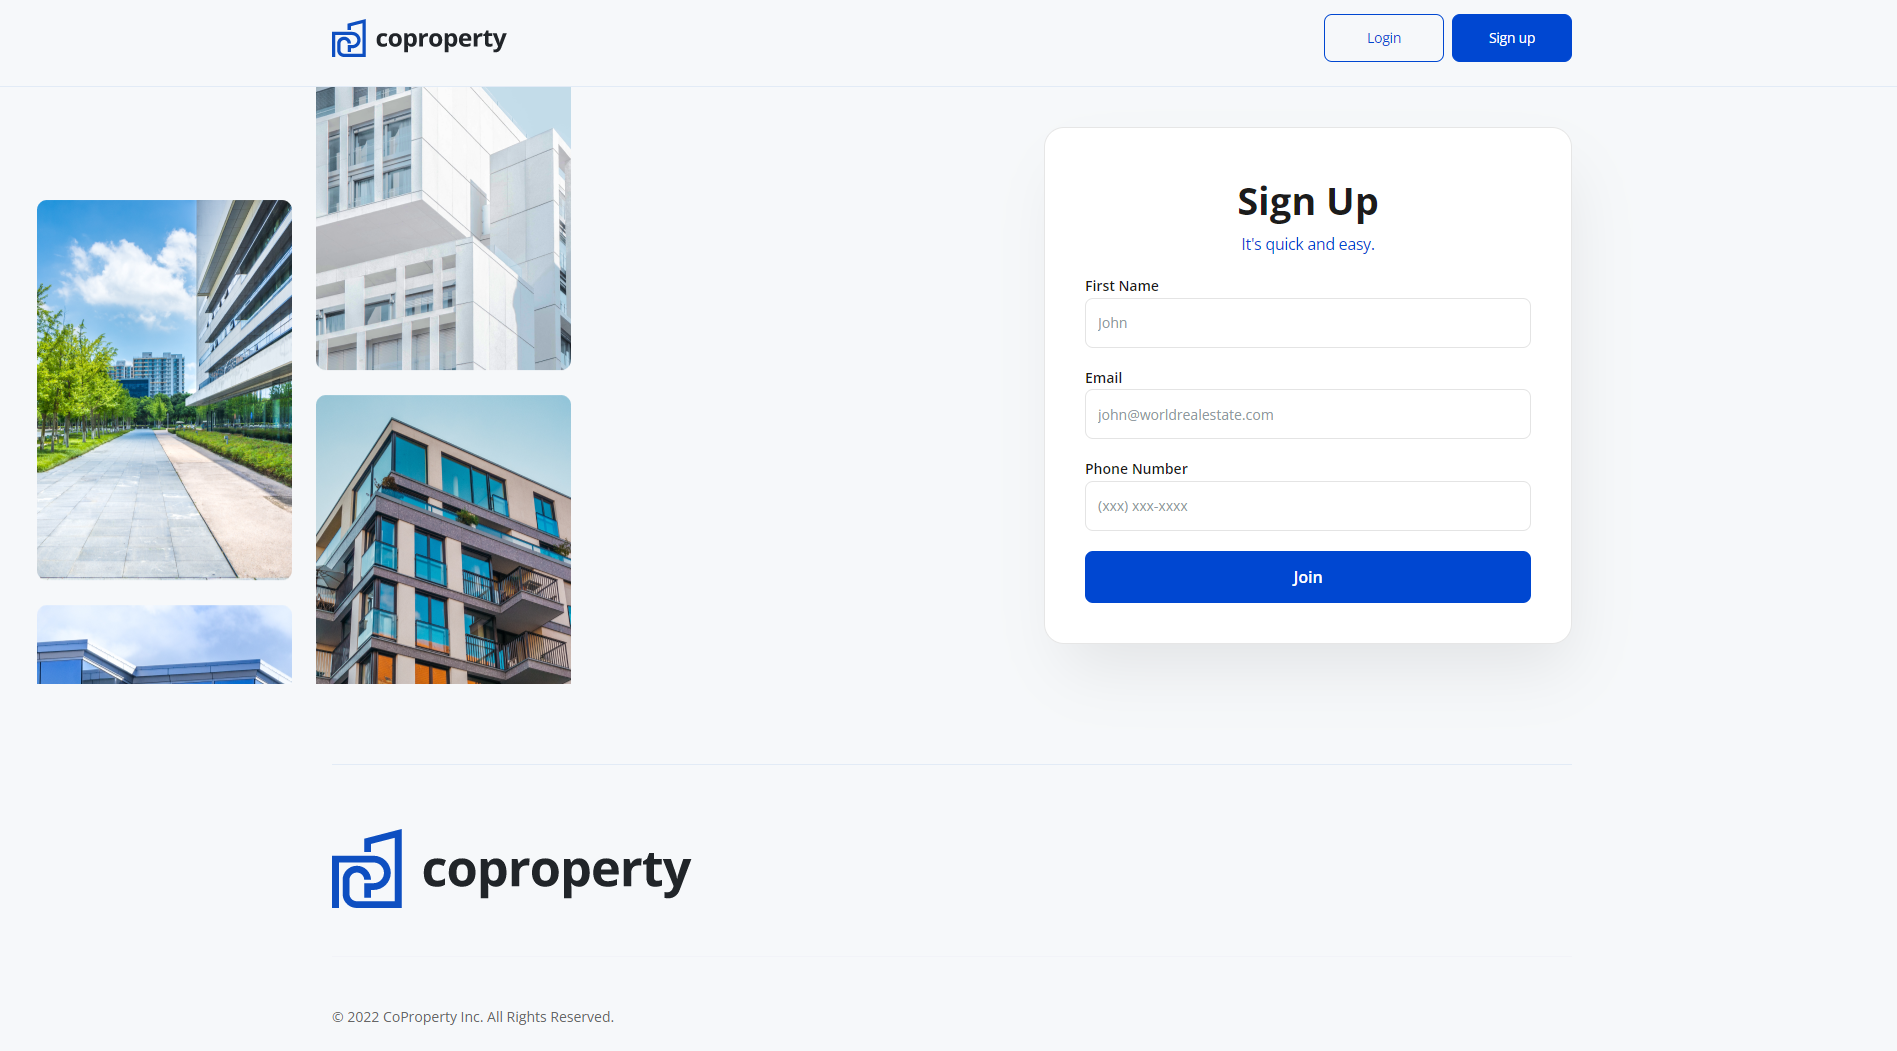 coproperty
Login
Sign up
Sign Up
It's quick and easy.
First Name
John
Email
john@worldrealestate.com
Phone Number
(xxx) xxx-xxxx
Join
coproperty
© 2022 CoProperty Inc. All Rights Reserved.